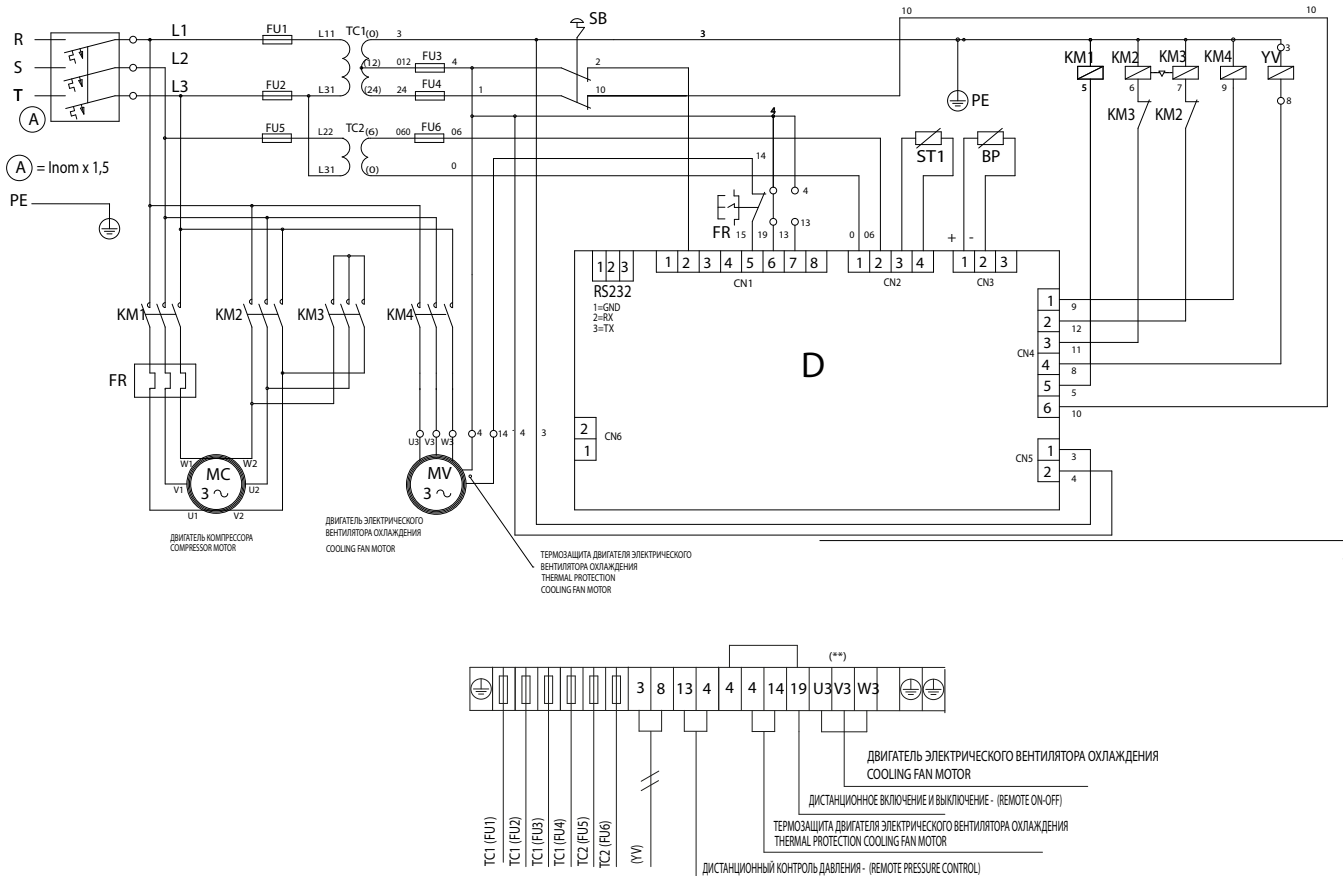 10
10
SB
R
L1
FU1
L11
TC1
(0)
3
3
3
KM1
KM2
KM3
KM4
YV
S
L2
(12)
012
FU3
4
2
T
L3
FU2
L31
(24)
24
FU4
1
10
5
6
7
9
8
PE
A
FU5
L22
TC2
(6)
060
FU6
06
4
KM3
KM2
L31
(0)
0
14
ST1
BP
A = Inom x 1,5
PE
4
13
FR
15
19
13
0
06
+
-
1 2 3
1 2 3 4 5 6 7 8
1 2 3 4
1 2 3
RS232
CN1
CN2
CN3
1=GND
2=RX
3=TX
KM1
KM2
KM3
KM4
1
9
2
12
3
11
CN4
4
8
5
5
6
10
D
FR
2
1
CN6
U3
V3
W3
4
14
4
3
CN5
1
3
2
4
W1
W2
MC
3 ~
V1
U2
U1
V2
MV
3 ~
ДВИГАТЕЛЬ КОМПРЕССОРА
COMPRESSOR MOTOR
ДВИГАТЕЛЬ ЭЛЕКТРИЧЕСКОГО
ВЕНТИЛЯТОРА ОХЛАЖДЕНИЯ
COOLING FAN MOTOR
ТЕРМОЗАЩИТА ДВИГАТЕЛЯ ЭЛЕКТРИЧЕСКОГО
ВЕНТИЛЯТОРА ОХЛАЖДЕНИЯ
THERMAL PROTECTION
COOLING FAN MOTOR
(**)
3 8 13 4 4 4 14 19 U3 V3 W3
TC1 (FU1)
TC1 (FU2)
TC1 (FU3)
TC1 (FU4)
TC2 (FU5)
TC2 (FU6)
(YV)
ДВИГАТЕЛЬ ЭЛЕКТРИЧЕСКОГО ВЕНТИЛЯТОРА ОХЛАЖДЕНИЯ
COOLING FAN MOTOR
ДИСТАНЦИОННОЕ ВКЛЮЧЕНИЕ И ВЫКЛЮЧЕНИЕ - (REMOTE ON-OFF)
ТЕРМОЗАЩИТА ДВИГАТЕЛЯ ЭЛЕКТРИЧЕСКОГО ВЕНТИЛЯТОРА ОХЛАЖДЕНИЯ
THERMAL PROTECTION COOLING FAN MOTOR
ДИСТАНЦИОННЫЙ КОНТРОЛЬ ДАВЛЕНИЯ - (REMOTE PRESSURE CONTROL)